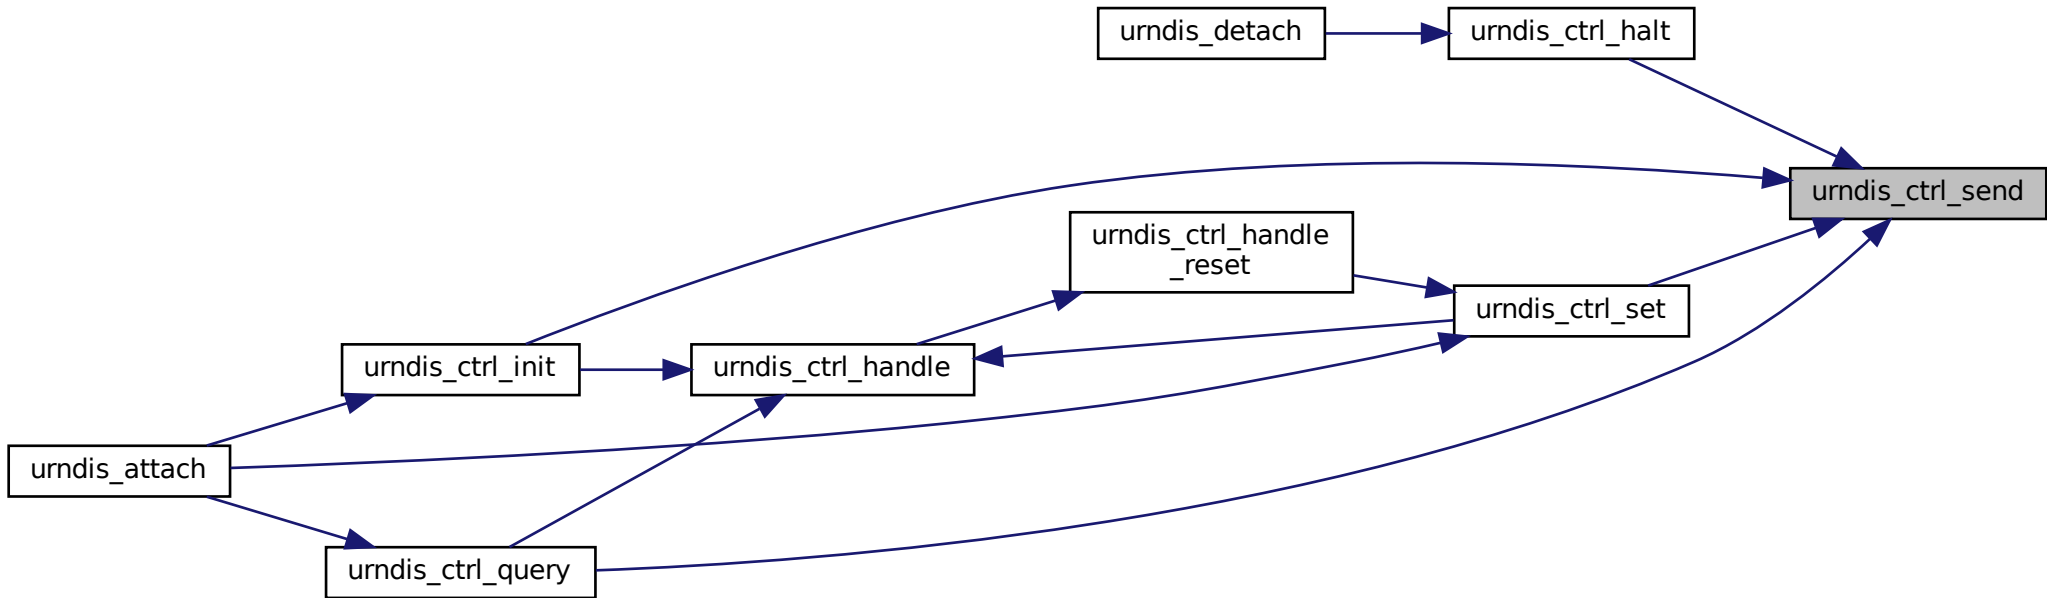 urndis_detach
urndis_ctrl_halt
urndis_ctrl_send
urndis_ctrl_handle
_reset
urndis_ctrl_set
urndis_ctrl_init
urndis_ctrl_handle
urndis_attach
urndis_ctrl_query